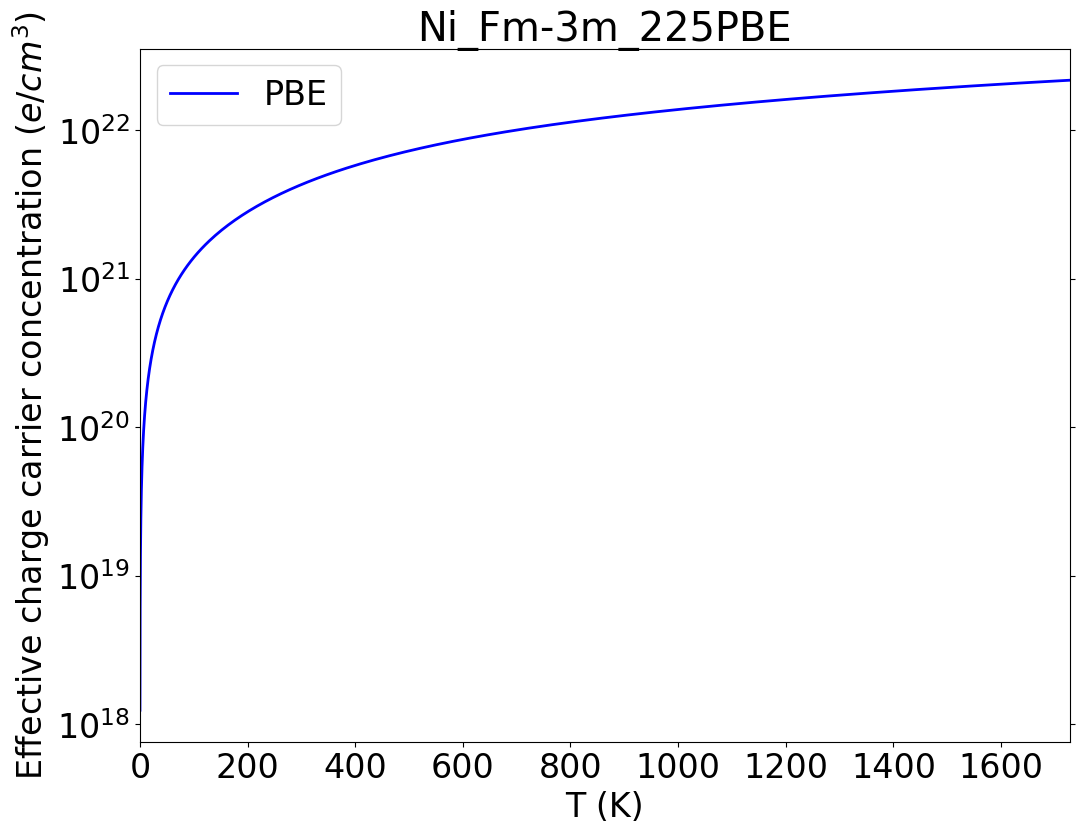 Ni_Fm-3m_225PBE
Effective charge carrier concentration (e/cm³)
PBE
10²²
10²¹
10²⁰
10¹⁹
10¹⁸
0 200 400 600 800 1000 1200 1400 1600
T (K)